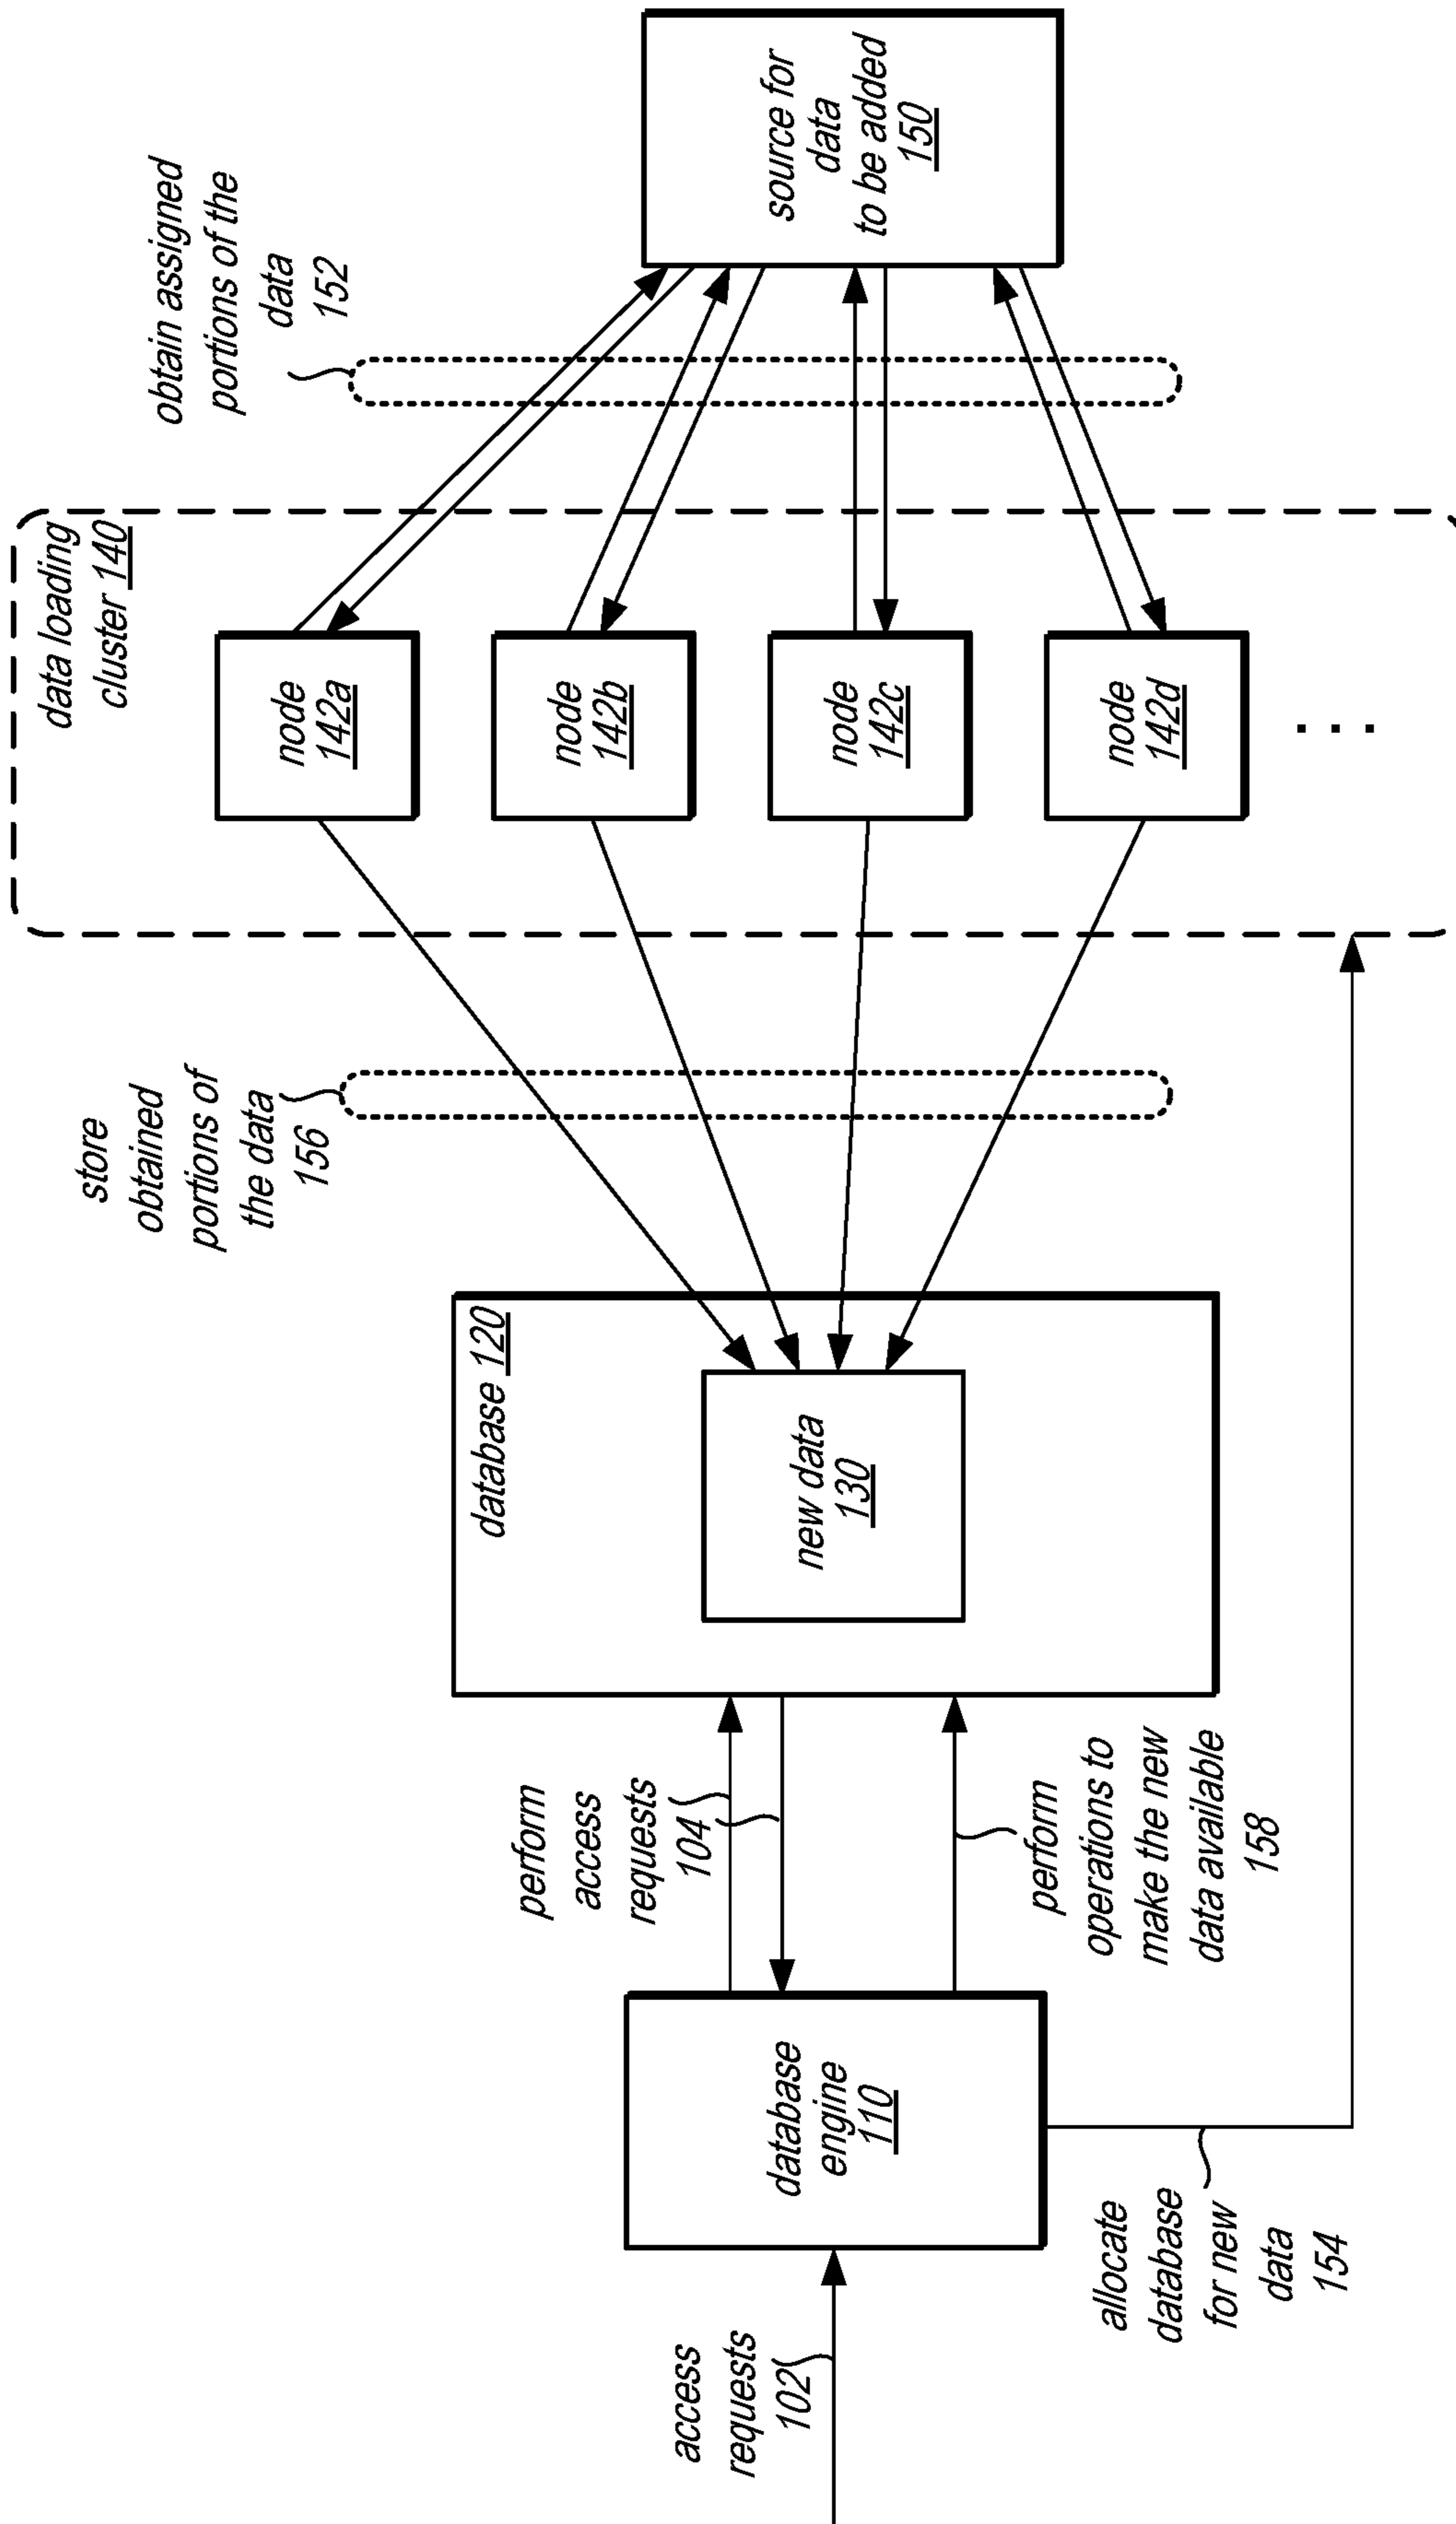 access
requests
102
database
engine
110
allocate
database
for new
data
154
perform
access
requests
104
perform
operations to
make the new
data available
158
database 120
new data
130
store
obtained
portions of
the data
156
data loading
cluster 140
node
142a
node
142b
node
142c
node
142d
. . .
obtain assigned
portions of the
data
152
source for
data
to be added
150